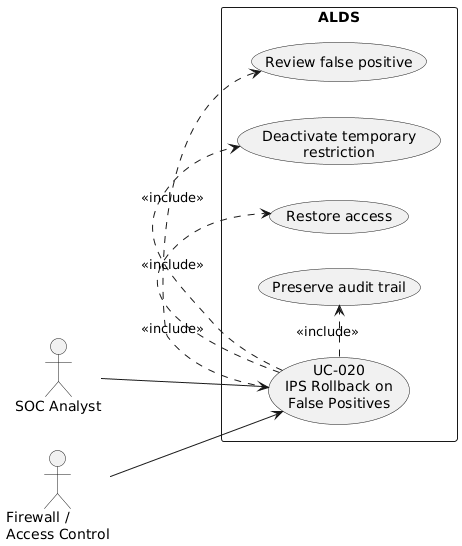 ALDS
Review false positive
Deactivate temporary
restriction
«include»
Restore access
«include»
Preserve audit trail
«include»
«include»
UC-020
IPS Rollback on
False Positives
SOC Analyst
Firewall /
Access Control